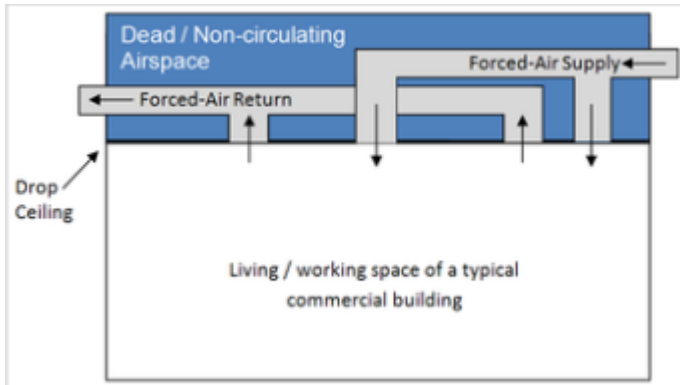 Dead / Non-circulating
Airspace
Forced-Air Supply
Forced-Air Return
Drop
Ceiling
Living / working space of a typical
commercial building